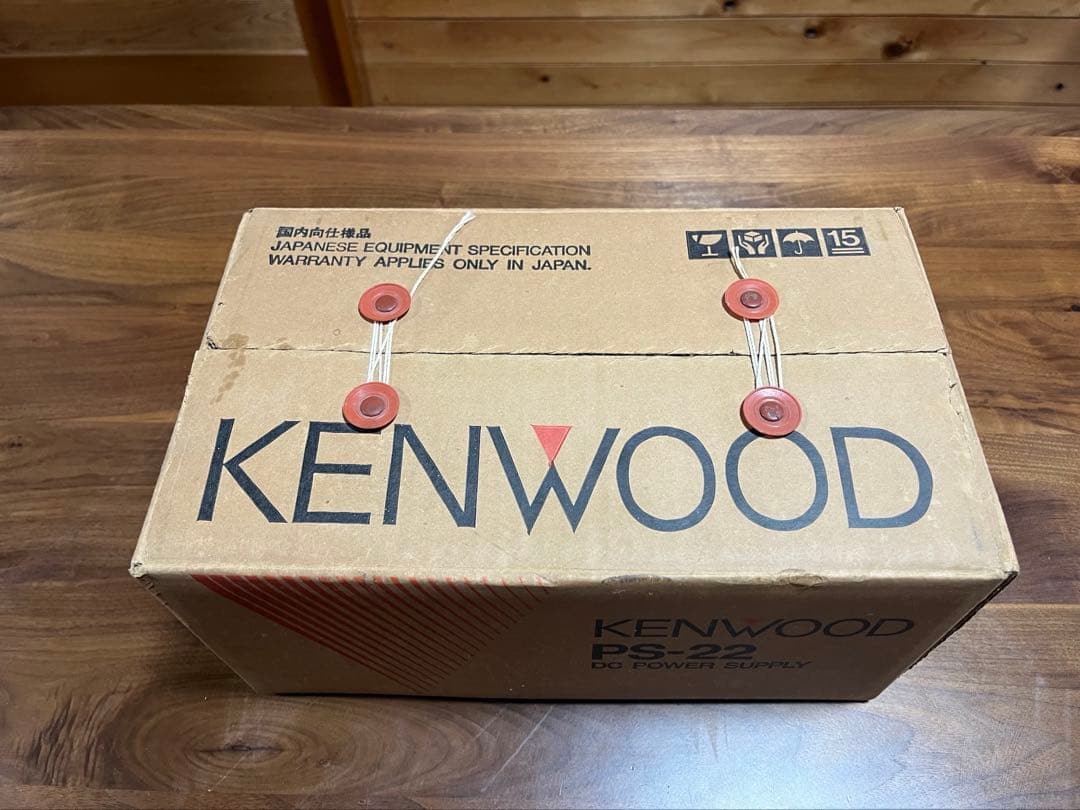 国内向仕様品
JAPANESE EQUIPMENT SPECIFICATION
WARRANTY APPLIES ONLY IN JAPAN.
15
KENWOOD
KENWOOD
PS-22
DC POWER SUPPLY